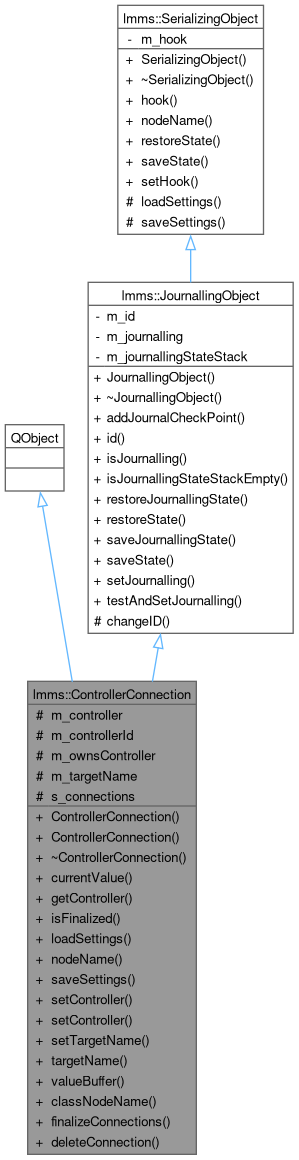 lmms::SerializingObject
- m_hook
+ SerializingObject()
+ ~SerializingObject()
+ hook()
+ nodeName()
+ restoreState()
+ saveState()
+ setHook()
# loadSettings()
# saveSettings()
lmms::JournallingObject
- m_id
- m_journalling
- m_journallingStateStack
+ JournallingObject()
+ ~JournallingObject()
+ addJournalCheckPoint()
+ id()
+ isJournalling()
+ isJournallingStateStackEmpty()
+ restoreJournallingState()
+ restoreState()
+ saveJournallingState()
+ saveState()
+ setJournalling()
+ testAndSetJournalling()
# changeID()
QObject
lmms::ControllerConnection
# m_controller
# m_controllerId
# m_ownsController
# m_targetName
# s_connections
+ ControllerConnection()
+ ControllerConnection()
+ ~ControllerConnection()
+ currentValue()
+ getController()
+ isFinalized()
+ loadSettings()
+ nodeName()
+ saveSettings()
+ setController()
+ setController()
+ setTargetName()
+ targetName()
+ valueBuffer()
+ classNodeName()
+ finalizeConnections()
+ deleteConnection()